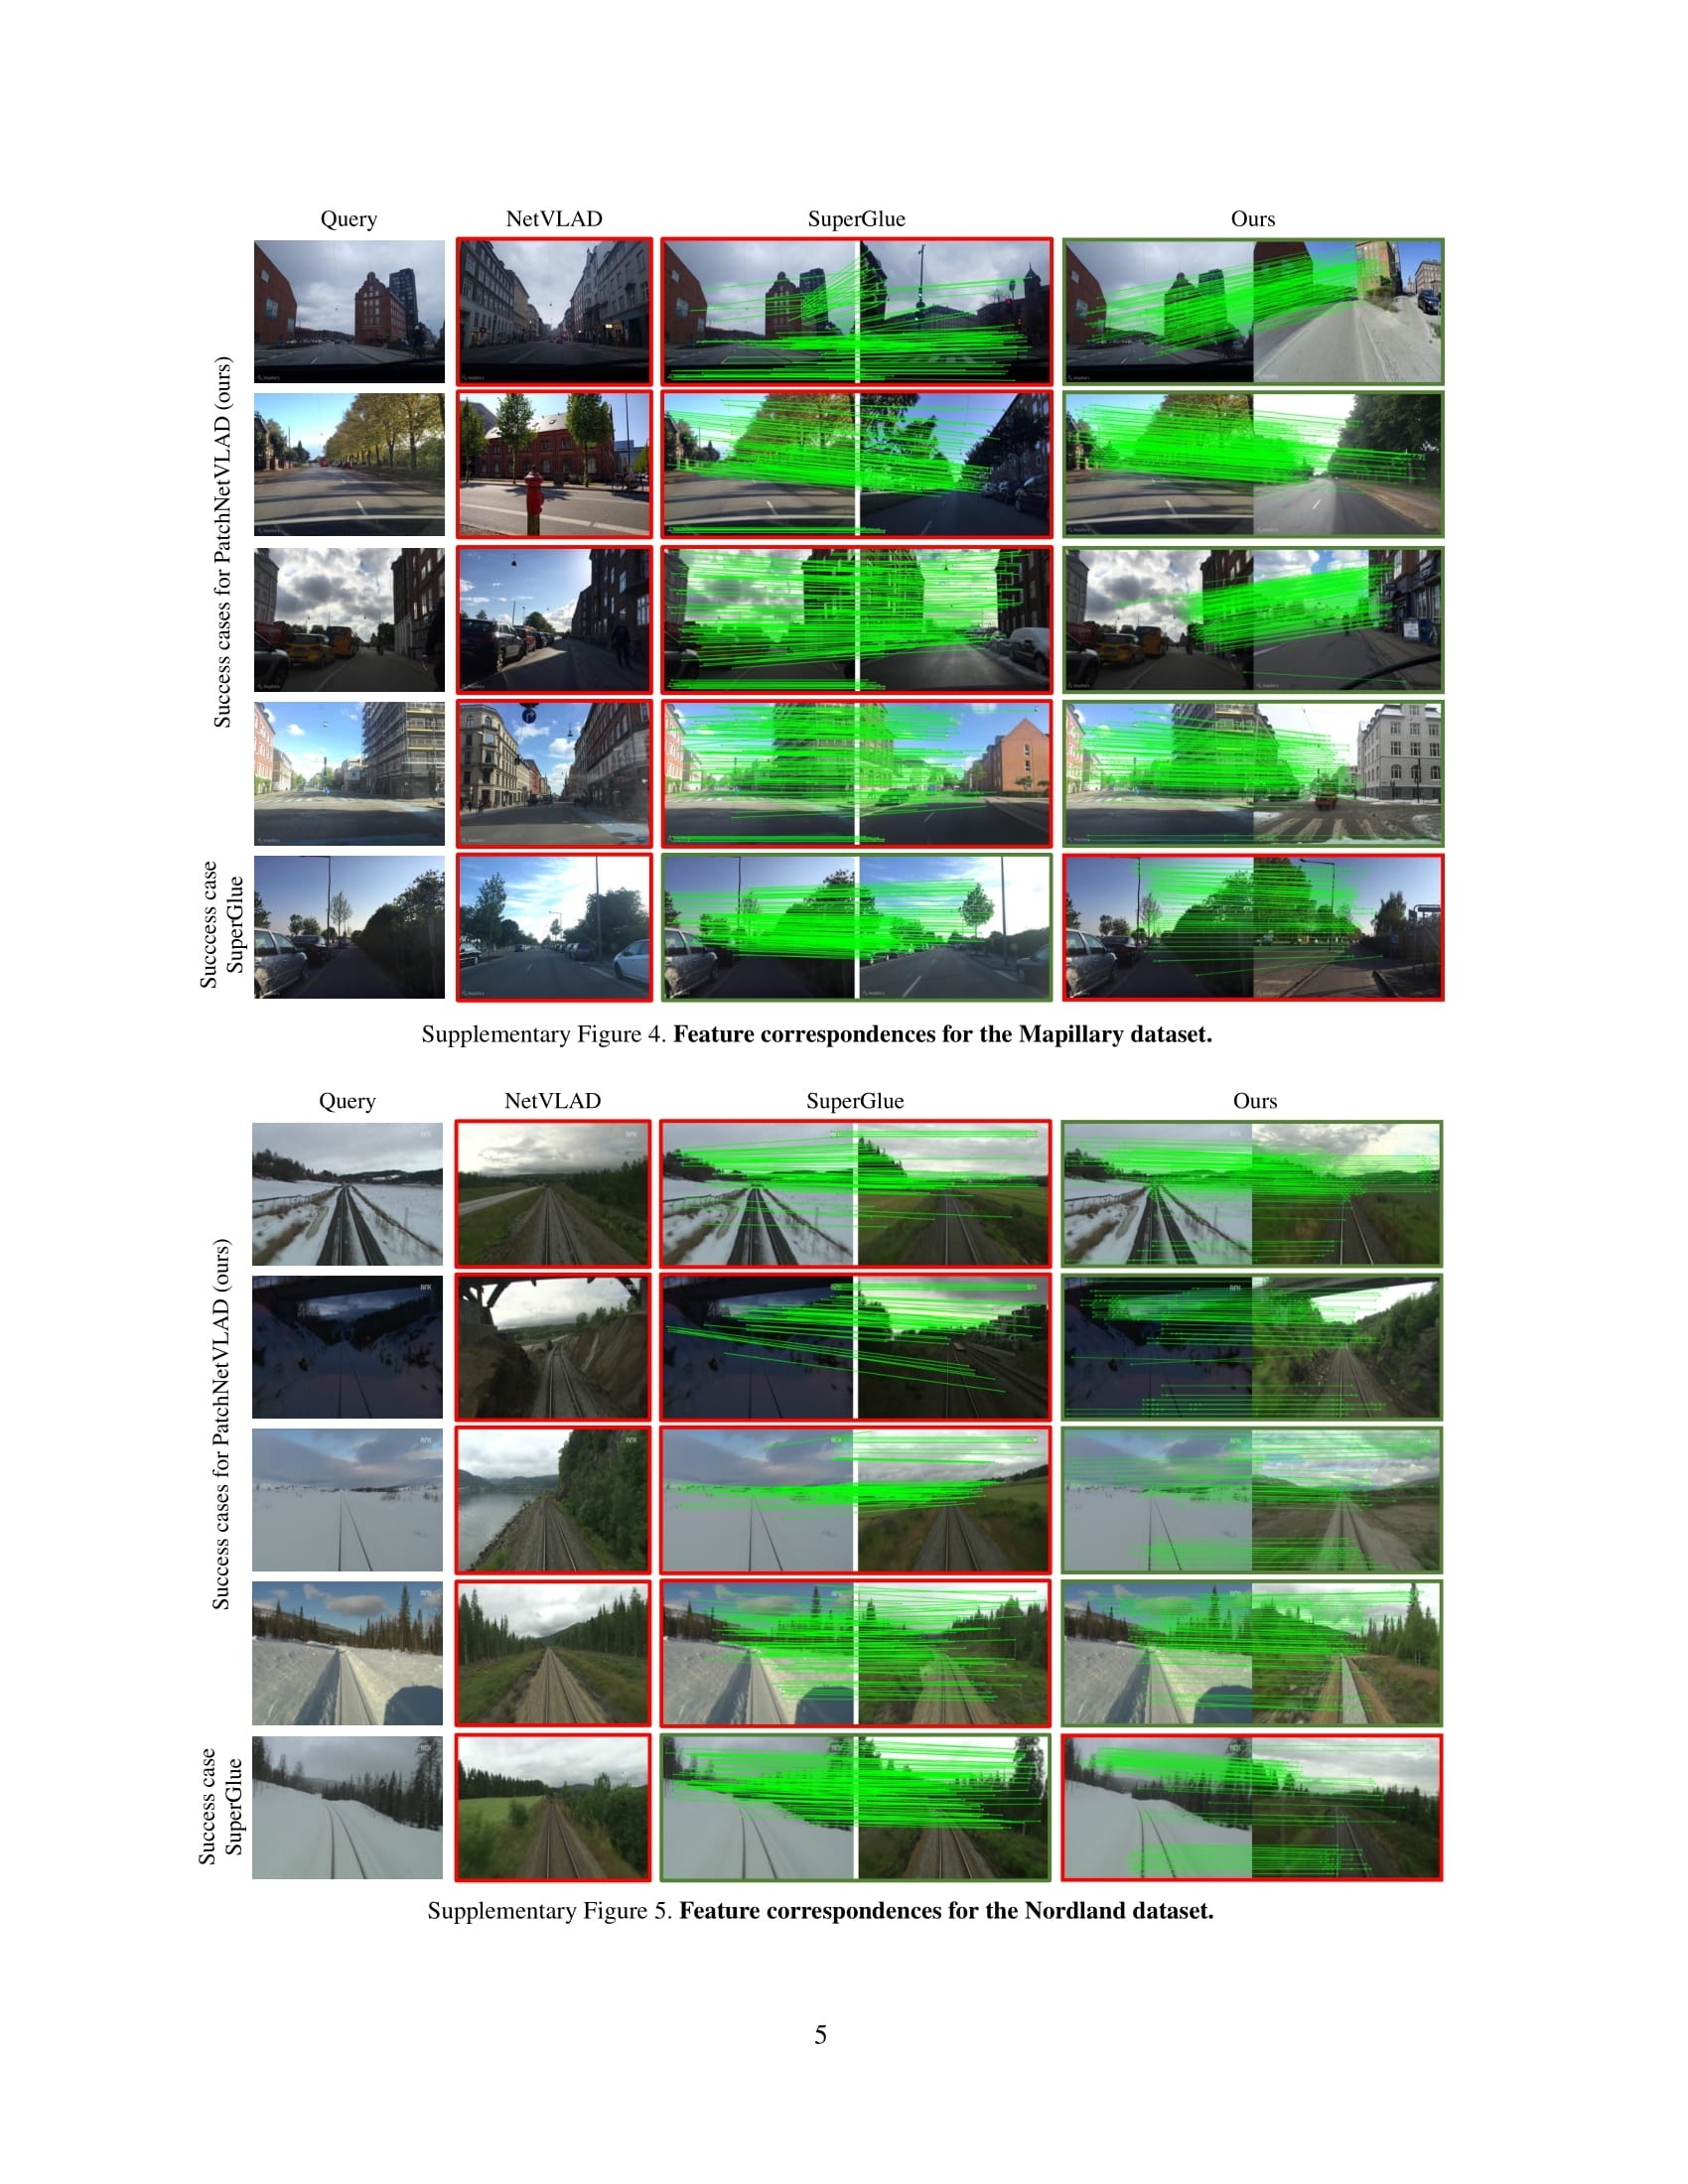 Query NetVLAD SuperGlue Ours
Success cases for PatchNetVLAD (ours)
Succcess case
SuperGlue
Supplementary Figure 4. Feature correspondences for the Mapillary dataset.
Query NetVLAD SuperGlue Ours
Success cases for PatchNetVLAD (ours)
Success case
SuperGlue
Supplementary Figure 5. Feature correspondences for the Nordland dataset.
5